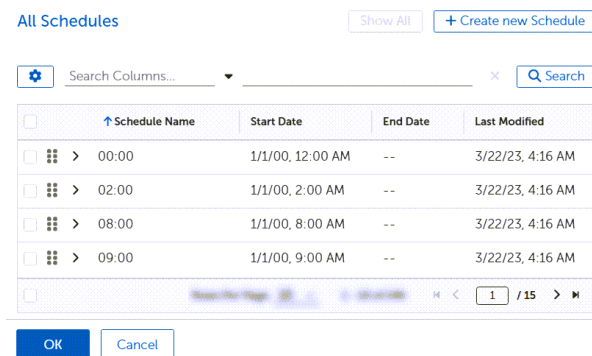 All Schedules Show All + Create new Schedule
Search Columns... Search
Schedule Name Start Date End Date Last Modified
00:00 1/1/00, 12:00 AM -- 3/22/23, 4:16 AM
02:00 1/1/00, 2:00 AM -- 3/22/23, 4:16 AM
08:00 1/1/00, 8:00 AM -- 3/22/23, 4:16 AM
09:00 1/1/00, 9:00 AM -- 3/22/23, 4:16 AM
1 / 15
OK Cancel